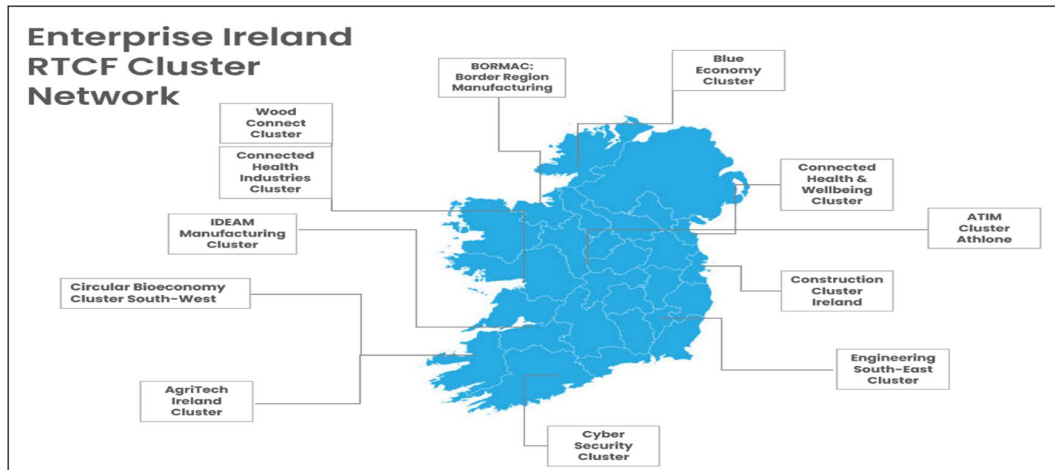 Enterprise Ireland
RTCF Cluster
Network
BORMAC:
Border Region
Manufacturing
Blue
Economy
Cluster
Wood
Connect
Cluster
Connected
Health
Industries
Cluster
Connected
Health &
Wellbeing
Cluster
IDEAM
Manufacturing
Cluster
ATIM
Cluster
Athlone
Circular Bioeconomy
Cluster South-West
Construction
Cluster
Ireland
Engineering
South-East
Cluster
AgriTech
Ireland
Cluster
Cyber
Security
Cluster